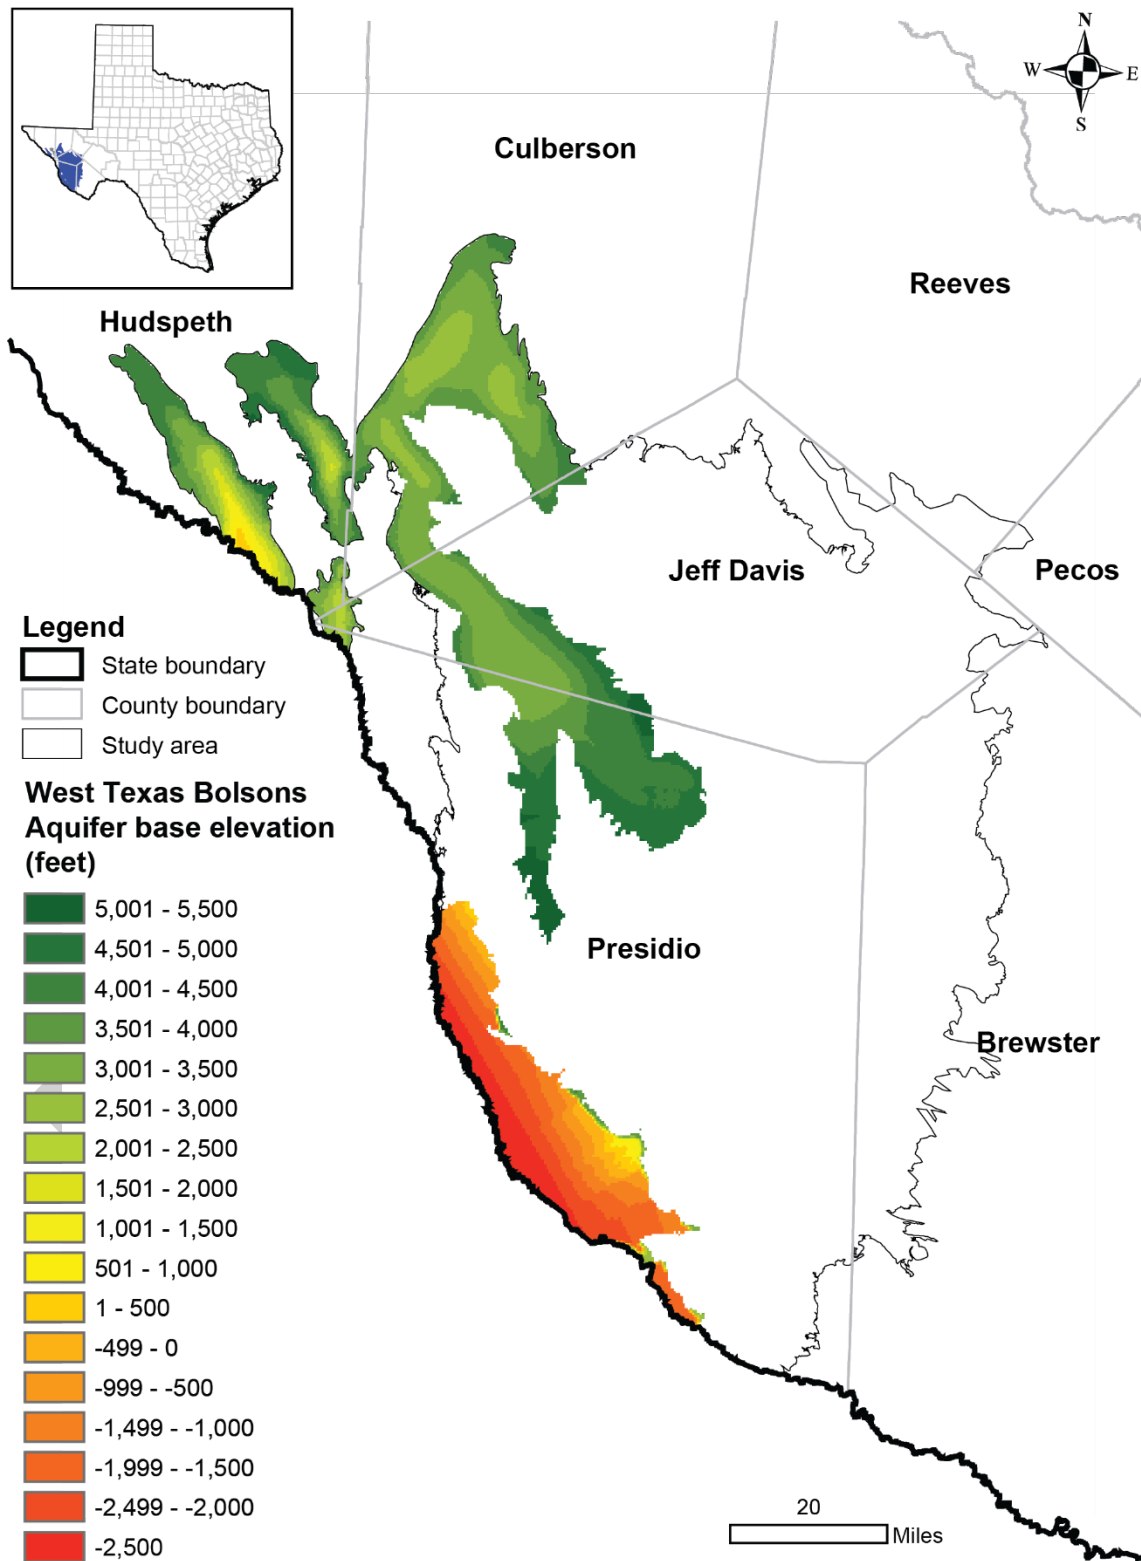 N
W E
S
Culberson
Reeves
Hudspeth
Jeff Davis
Pecos
Legend
State boundary
County boundary
Study area
West Texas Bolsons
Aquifer base elevation
(feet)
5,001 - 5,500
4,501 - 5,000
4,001 - 4,500
3,501 - 4,000
3,001 - 3,500
2,501 - 3,000
2,001 - 2,500
1,501 - 2,000
1,001 - 1,500
501 - 1,000
1 - 500
-499 - 0
-999 - -500
-1,499 - -1,000
-1,999 - -1,500
-2,499 - -2,000
-2,500
Presidio
Brewster
20
Miles